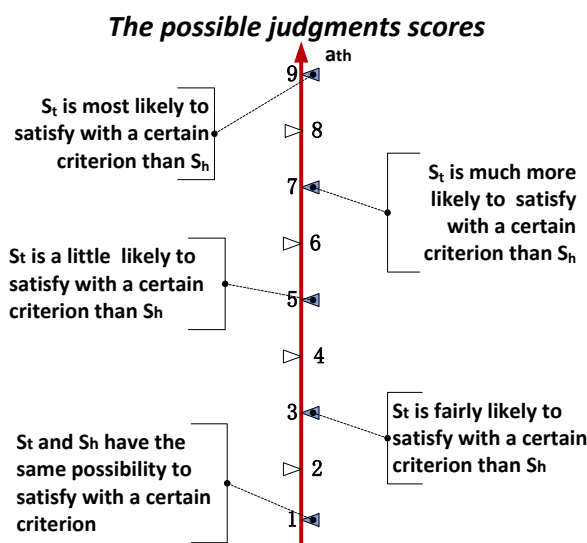 The possible judgments scores
ath
9
St is most likely to
satisfy with a certain
criterion than Sh
8
7
St is much more
likely to satisfy
with a certain
criterion than Sh
6
St is a little likely to
satisfy with a certain
criterion than Sh
5
4
3
St is fairly likely to
satisfy with a certain
criterion than Sh
St and Sh have the
same possibility to
satisfy with a certain
criterion
2
1